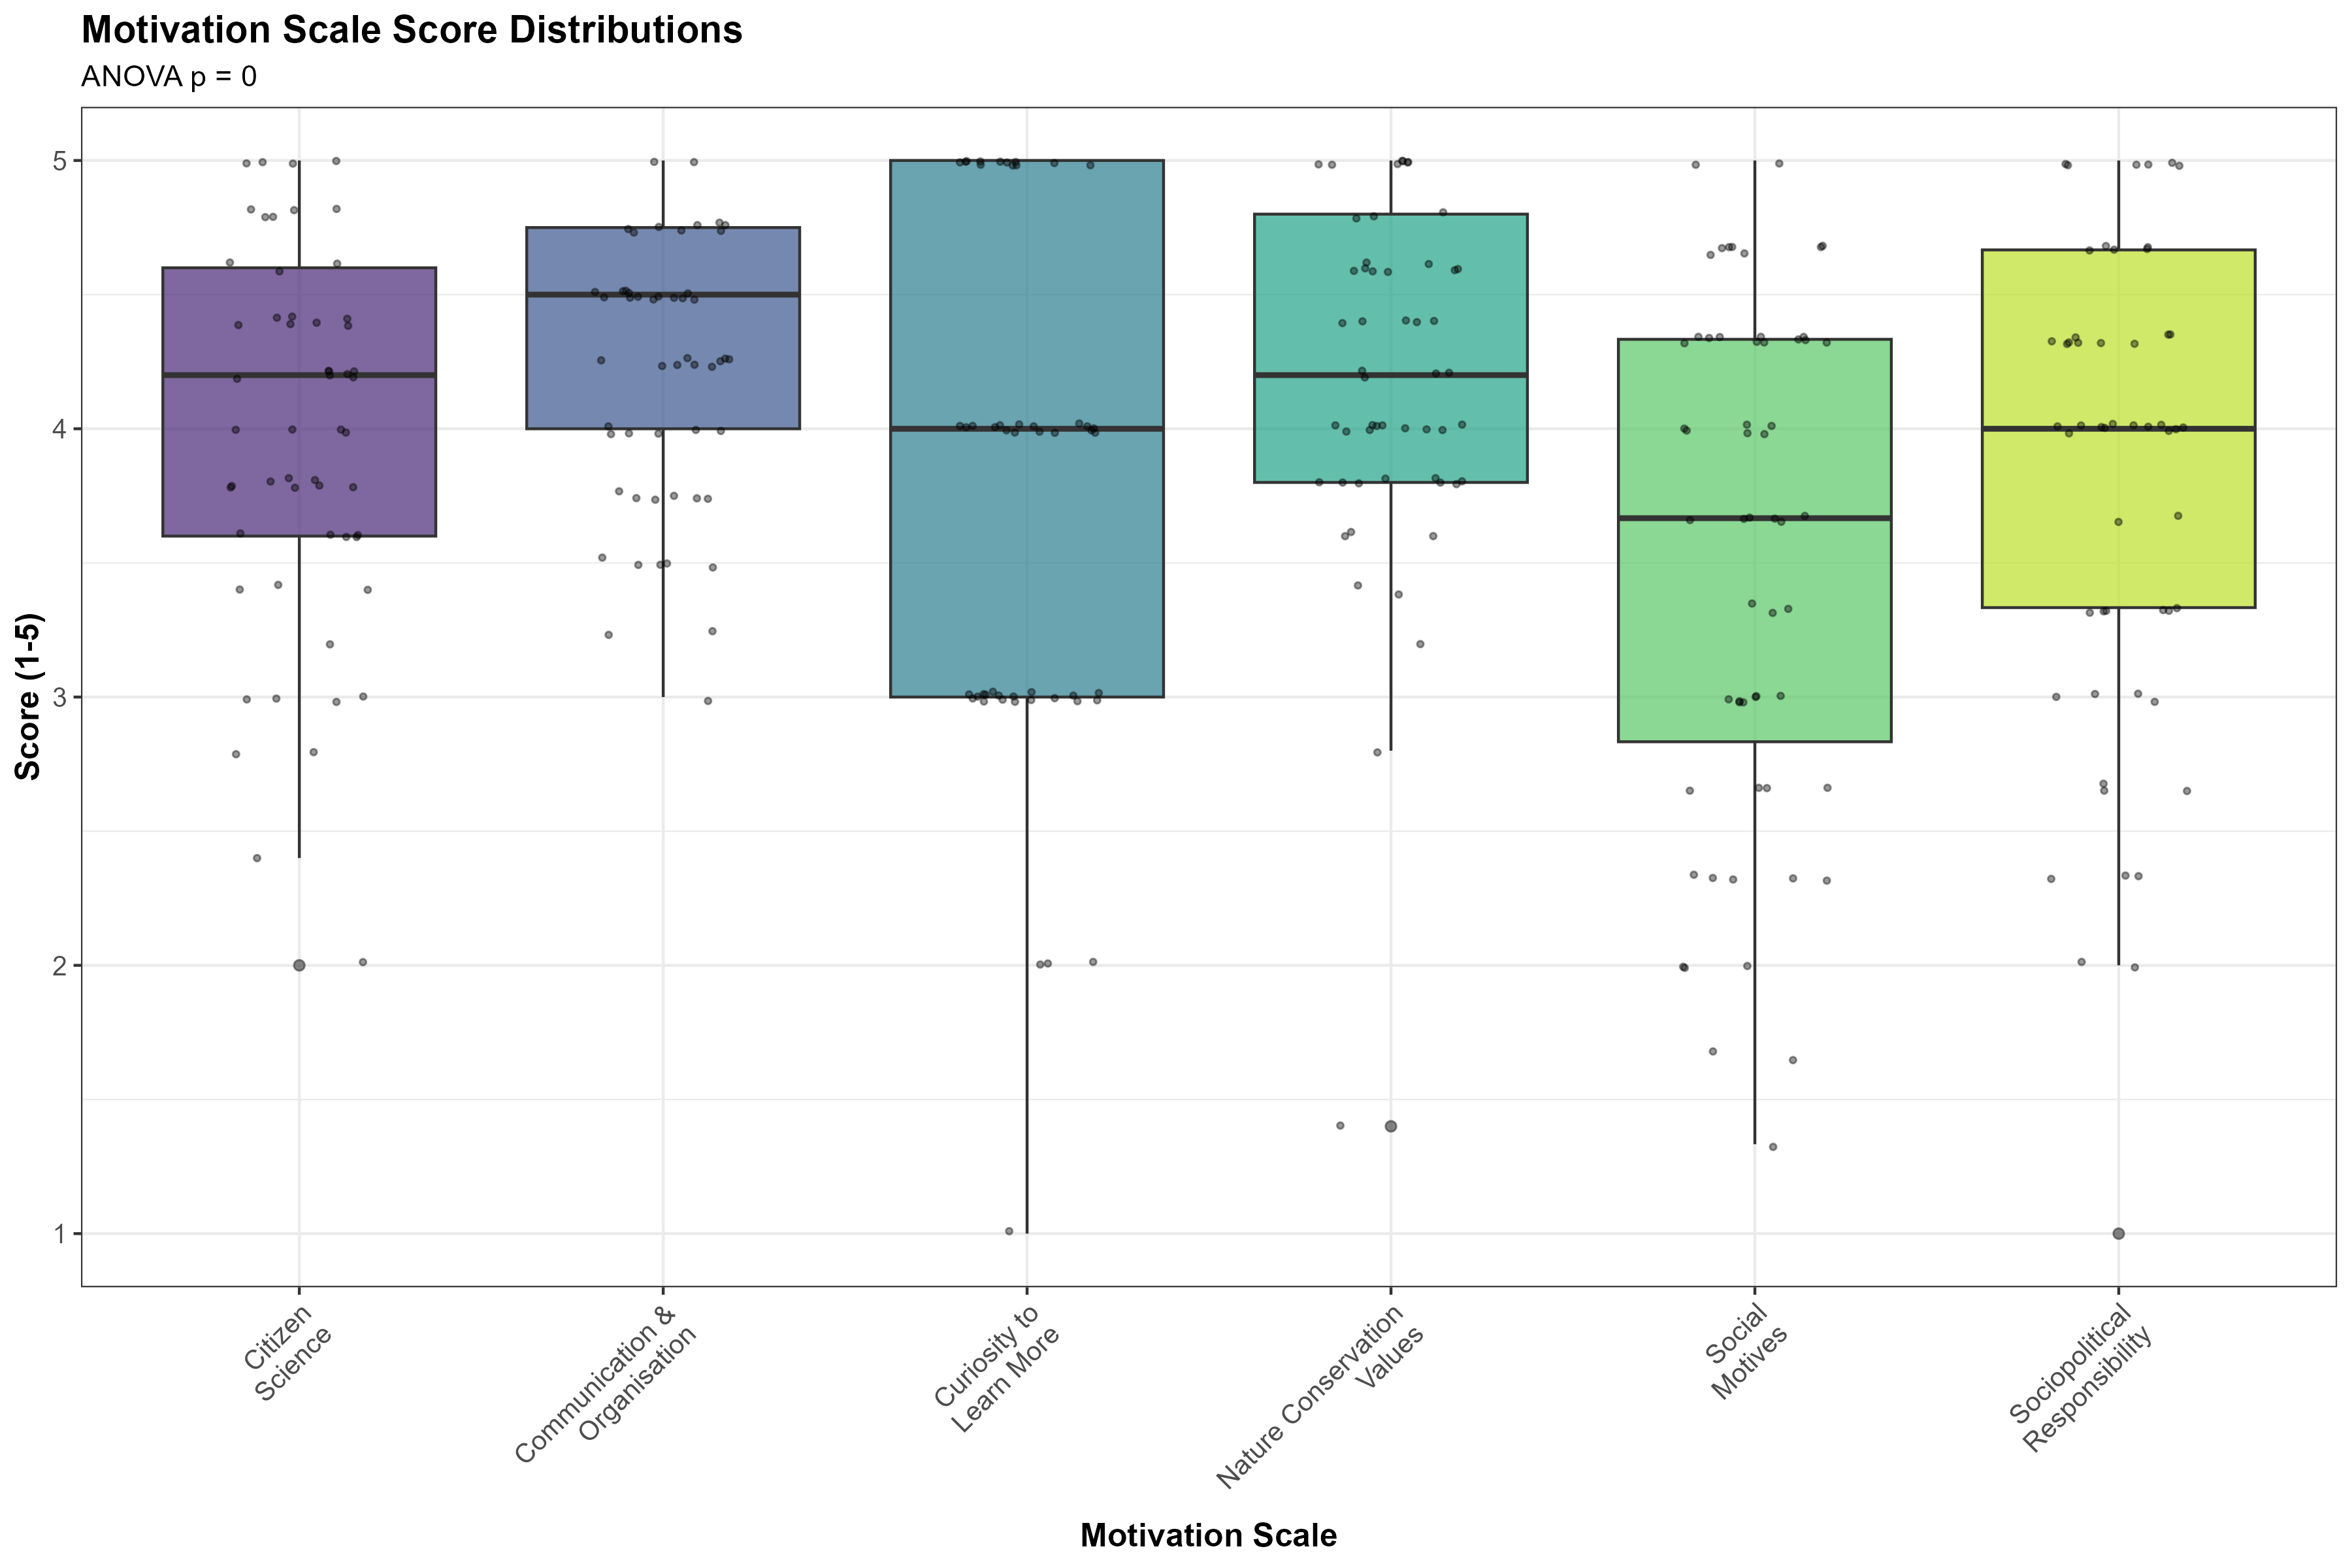 Motivation Scale Score Distributions
ANOVA p = 0
Score (1-5)
5
4
3
2
1
Citizen
Science
Communication &
Organisation
Curiosity to
Learn More
Nature Conservation
Values
Social
Motives
Sociopolitical
Responsibility
Motivation Scale